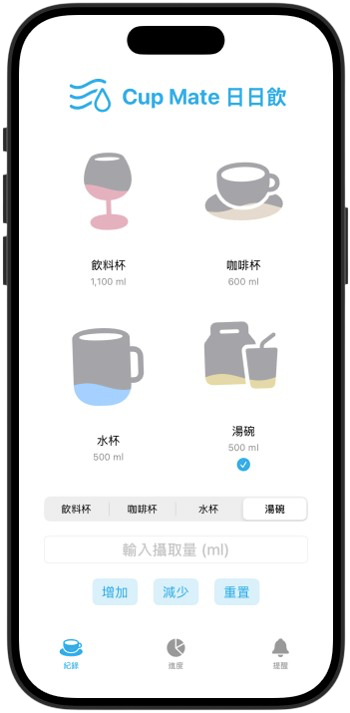 Cup Mate 日日飲
飲料杯 咖啡杯
1,100 ml 600 ml
水杯 湯碗
500 ml 500 ml
飲料杯 咖啡杯 水杯 湯碗
輸入攝取量 (ml)
增加 減少 重置
紀錄 進度 提醒